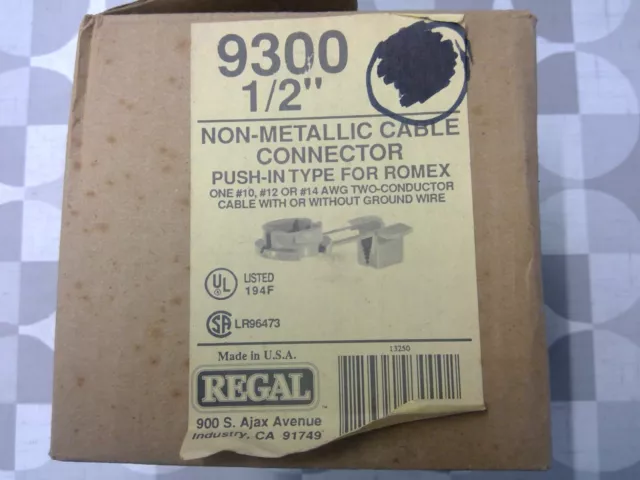 9300
1/2"
NON-METALLIC CABLE
CONNECTOR
PUSH-IN TYPE FOR ROMEX
ONE #10, #12 OR #14 AWG TWO-CONDUCTOR
CABLE WITH OR WITHOUT GROUND WIRE
UL LISTED
194F
SA LR96473
Made in U.S.A.
13250
REGAL
900 S. Ajax Avenue
Industry, CA 91749